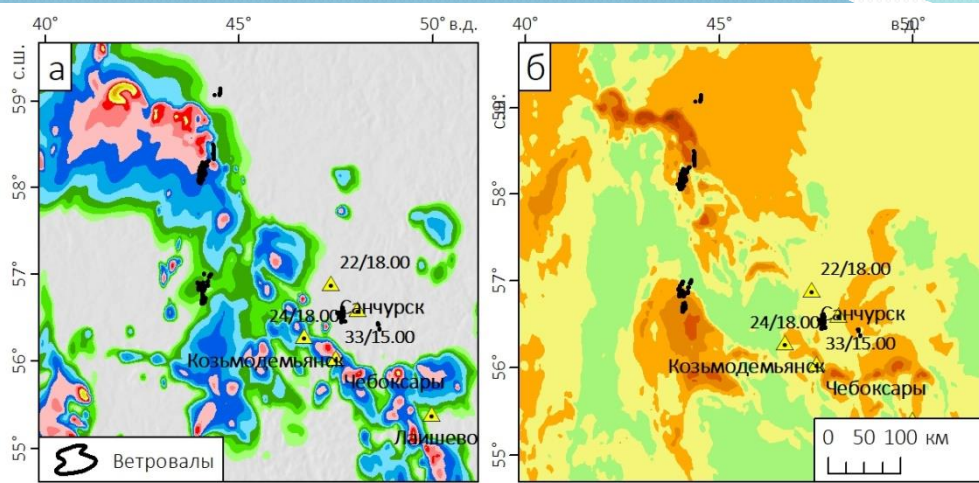 40° 45° 50° в.д.
а
с.ш.
59°
58°
57°
56°
55°
22/18.00
Санчурск
24/18.00
33/15.00
Козьмодемьянск
Чебоксары
Лаишево
Ветровалы
40° 45° 50°
в.д.
б
с.ш.
59°
58°
57°
56°
55°
22/18.00
Санчурск
24/18.00
33/15.00
Козьмодемьянск
Чебоксары
0 50 100 км